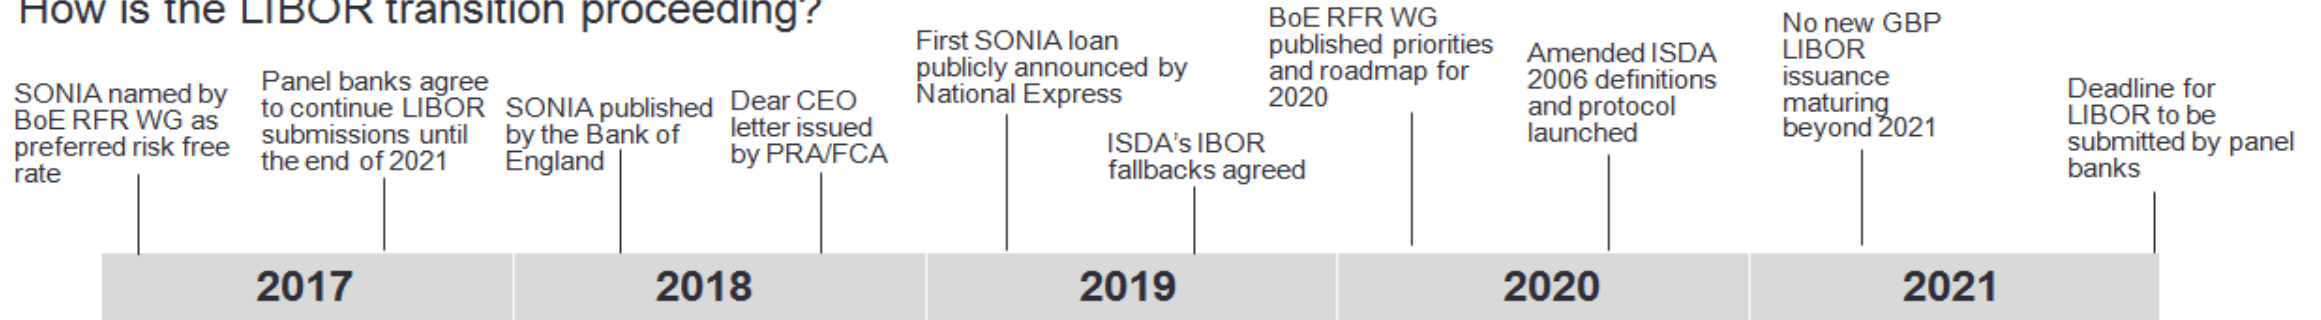 How is the LIBOR transition proceeding?
SONIA named by
BoE RFR WG as
preferred risk free
rate
Panel banks agree
to continue LIBOR
submissions until
the end of 2021
SONIA published
by the Bank of
England
Dear CEO
letter issued
by PRA/FCA
First SONIA loan
publicly announced by
National Express
ISDA's IBOR
fallbacks agreed
BoE RFR WG
published priorities
and roadmap for
2020
Amended ISDA
2006 definitions
and protocol
launched
No new GBP
LIBOR
issuance
maturing
beyond 2021
Deadline for
LIBOR to be
submitted by panel
banks
2017
2018
2019
2020
2021